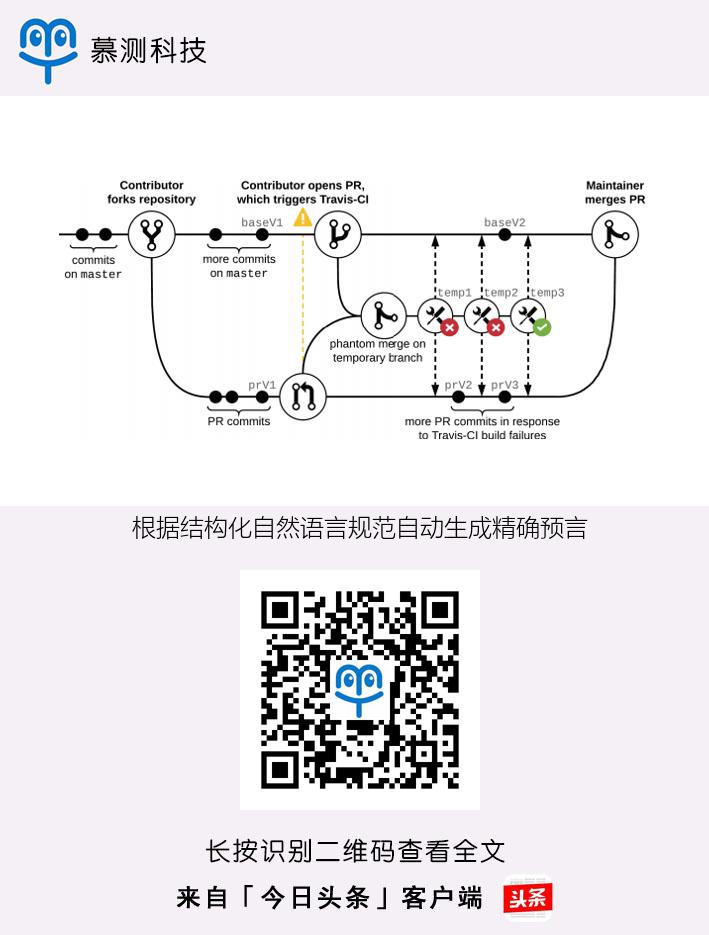 慕测科技
Contributor
forks repository
Contributor opens PR,
which triggers Travis-CI
Maintainer
merges PR
baseV1
baseV2
commits
on master
more commits
on master
temp1
temp2
temp3
phantom merge on
temporary branch
prV1
prV2
prV3
PR commits
more PR commits in response
to Travis-CI build failures
根据结构化自然语言规范自动生成精确预言
长按识别二维码查看全文
来自「今日头条」客户端
头条